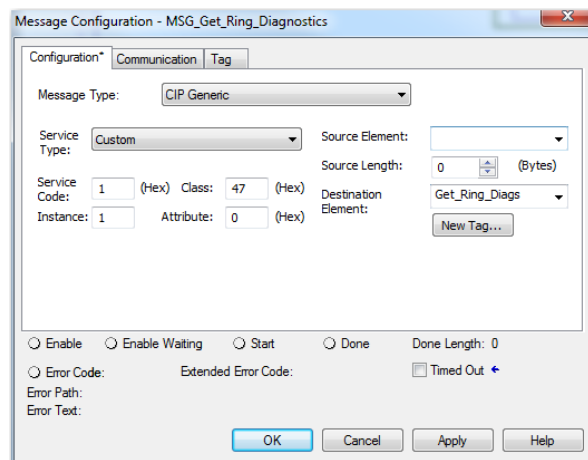 Message Configuration - MSG_Get_Ring_Diagnostics
X
Configuration* Communication Tag
Message Type: CIP Generic
Service Type: Custom
Source Element:
Source Length: 0 (Bytes)
Service Code: 1 (Hex) Class: 47 (Hex)
Destination Element: Get_Ring_Diags
Instance: 1 Attribute: 0 (Hex)
New Tag...
Enable Enable Waiting Start Done Done Length: 0
Error Code: Extended Error Code: Timed Out
Error Path:
Error Text:
OK Cancel Apply Help